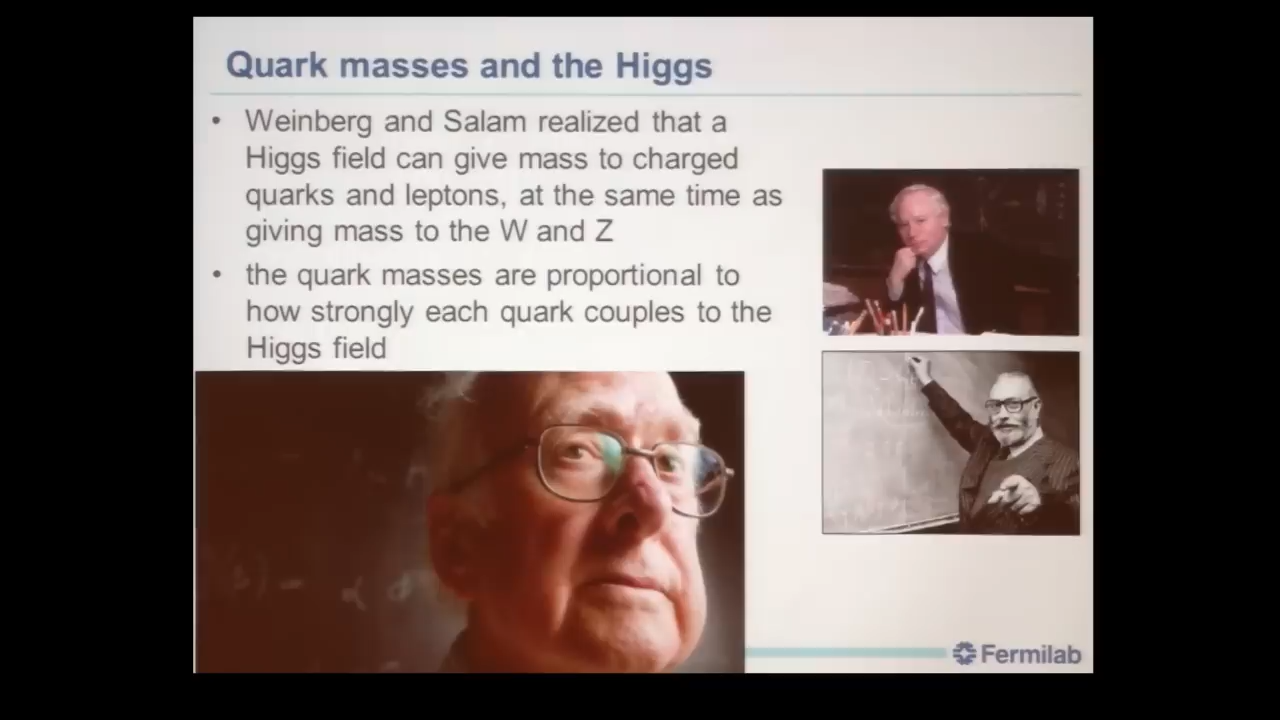 Quark masses and the Higgs
• Weinberg and Salam realized that a
Higgs field can give mass to charged
quarks and leptons, at the same time as
giving mass to the W and Z
• the quark masses are proportional to
how strongly each quark couples to the
Higgs field
Fermilab